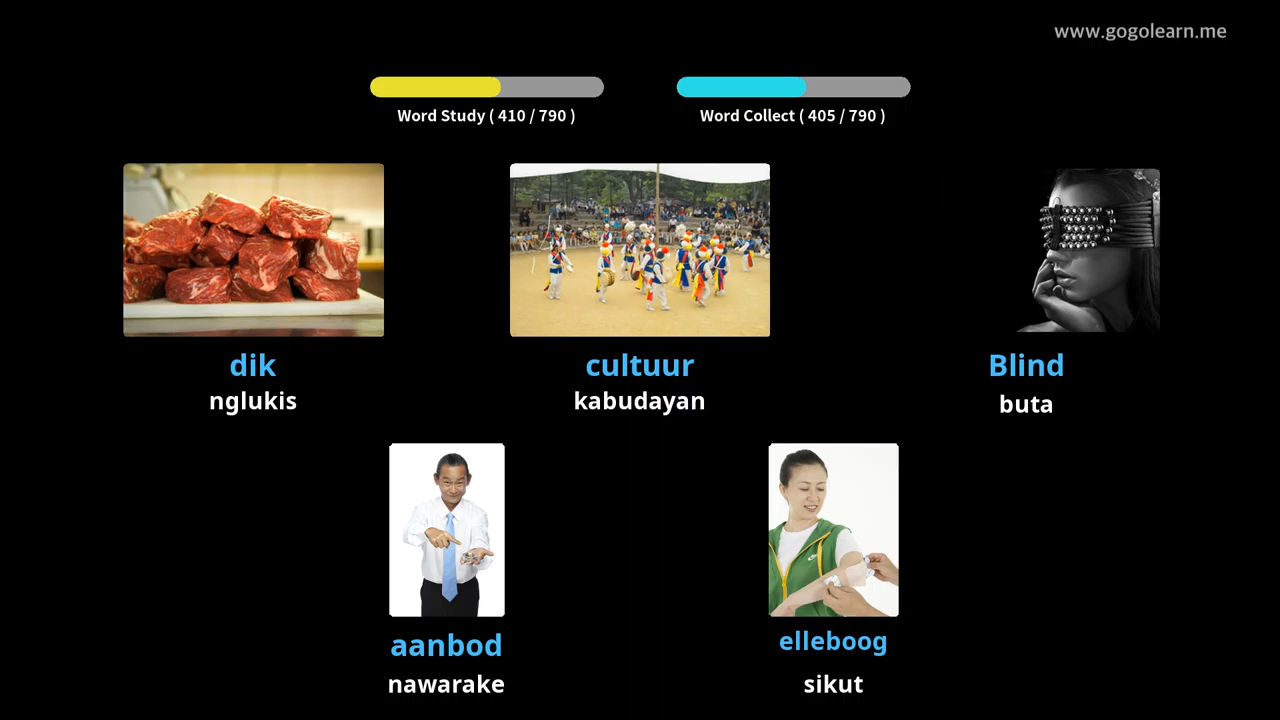 www.gogolearn.me
Word Study ( 410 / 790 )
Word Collect ( 405 / 790 )
dik
nglukis
cultuur
kabudayan
Blind
buta
aanbod
nawarake
elleboog
sikut